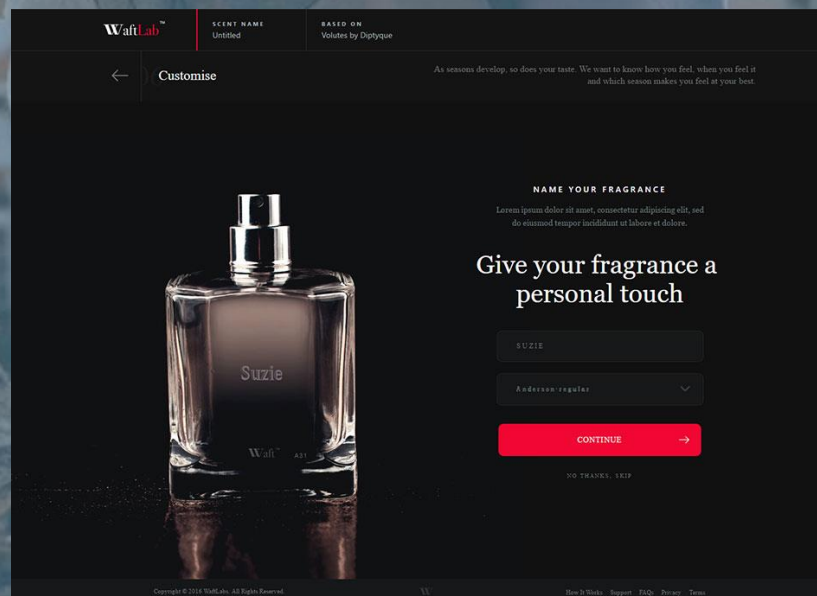 WaftLab™
SCENT NAME
Untitled
BASED ON
Volutes by Diptyque
Customise
As seasons develop, so does your taste. We want to know how you feel, when you feel it
and which season makes you feel at your best.
NAME YOUR FRAGRANCE
Lorem ipsum dolor sit amet, consectetur adipiscing elit, sed
do eiusmod tempor incididunt ut labore et dolore.
Give your fragrance a
personal touch
SUZIE
Anderson-regular
CONTINUE
NO THANKS, SKIP
Suzie
Waft™ A31
Copyright © 2016 WaftLabs. All Rights Reserved.
W
How It Works Support FAQs Privacy Terms